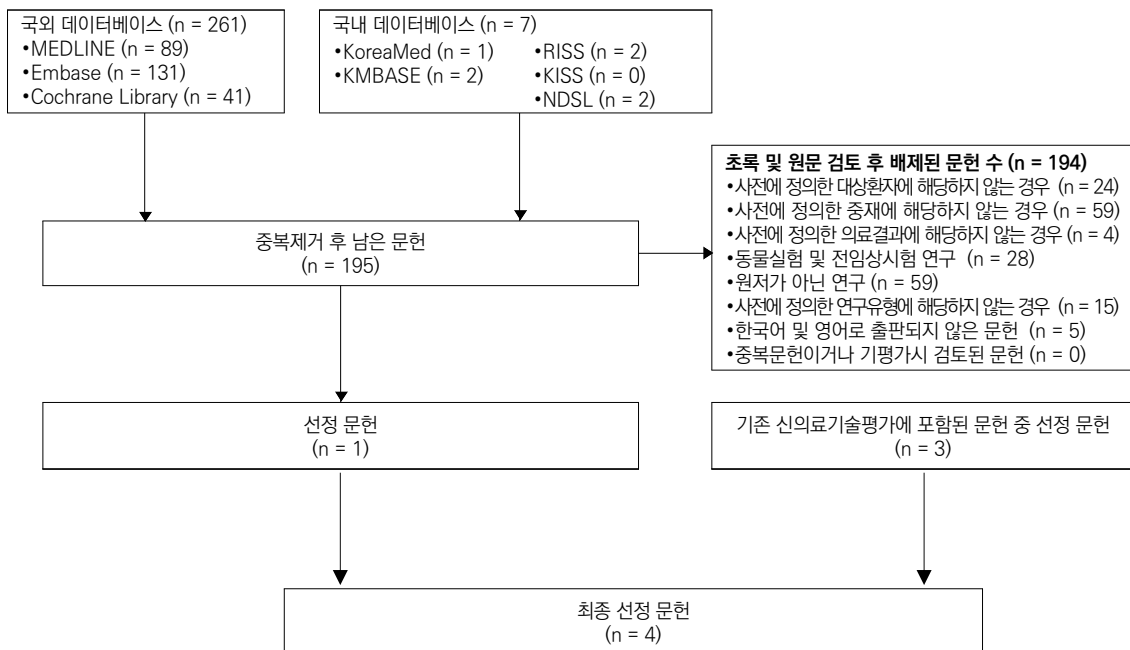 국외 데이터베이스 (n = 261)
•MEDLINE (n = 89)
•Embase (n = 131)
•Cochrane Library (n = 41)
국내 데이터베이스 (n = 7)
•KoreaMed (n = 1)
•KMBASE (n = 2)
•RISS (n = 2)
•KISS (n = 0)
•NDSL (n = 2)
초록 및 원문 검토 후 배제된 문헌 수 (n = 194)
•사전에 정의한 대상환자에 해당하지 않는 경우 (n = 24)
•사전에 정의한 중재에 해당하지 않는 경우 (n = 59)
•사전에 정의한 의료결과에 해당하지 않는 경우 (n = 4)
•동물실험 및 전임상시험 연구 (n = 28)
•원저가 아닌 연구 (n = 59)
•사전에 정의한 연구유형에 해당하지 않는 경우 (n = 15)
•한국어 및 영어로 출판되지 않은 문헌 (n = 5)
•중복문헌이거나 기평가시 검토된 문헌 (n = 0)
중복제거 후 남은 문헌
(n = 195)
선정 문헌
(n = 1)
기존 신의료기술평가에 포함된 문헌 중 선정 문헌
(n = 3)
최종 선정 문헌
(n = 4)